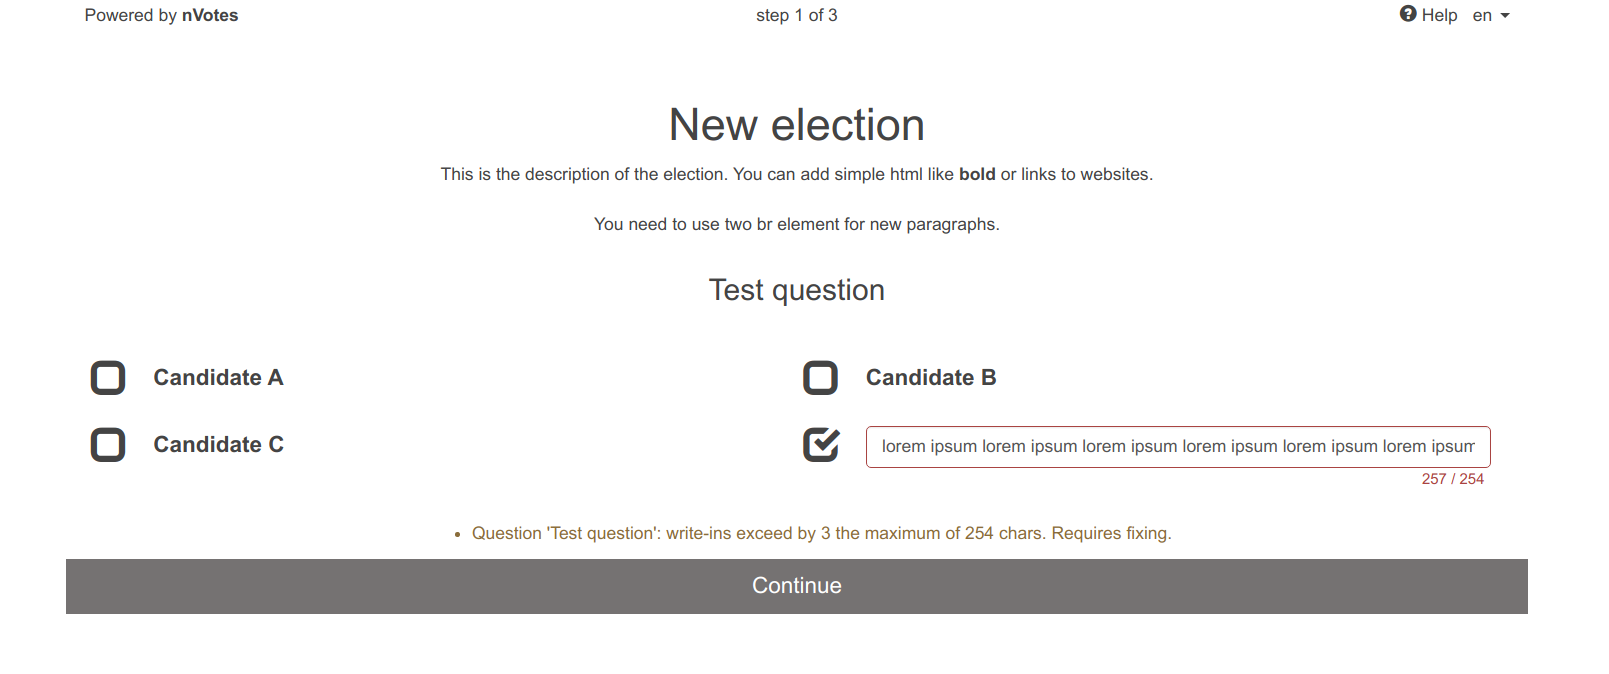 Powered by nVotes
step 1 of 3
Help en
New election
This is the description of the election. You can add simple html like bold or links to websites.
You need to use two br element for new paragraphs.
Test question
Candidate A
Candidate B
Candidate C
lorem ipsum lorem ipsum lorem ipsum lorem ipsum lorem ipsum lorem ipsum
257 / 254
Question 'Test question': write-ins exceed by 3 the maximum of 254 chars. Requires fixing.
Continue